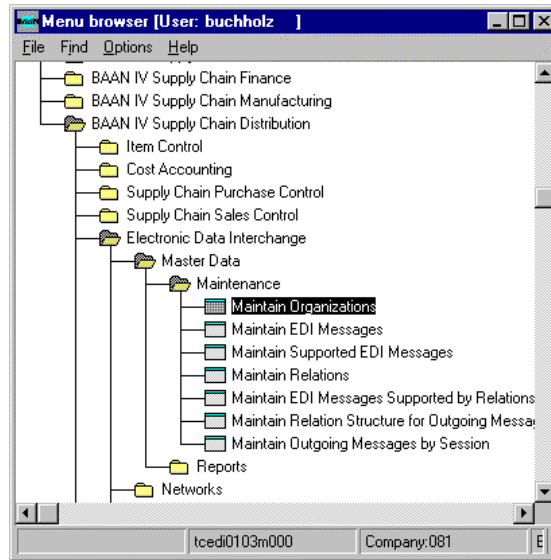 BAAN Menu browser [User: buchholz ]
File Find Options Help
BAAN IV Supply Chain Finance
BAAN IV Supply Chain Manufacturing
BAAN IV Supply Chain Distribution
Item Control
Cost Accounting
Supply Chain Purchase Control
Supply Chain Sales Control
Electronic Data Interchange
Master Data
Maintenance
Maintain Organizations
Maintain EDI Messages
Maintain Supported EDI Messages
Maintain Relations
Maintain EDI Messages Supported by Relations
Maintain Relation Structure for Outgoing Messa
Maintain Outgoing Messages by Session
Reports
Networks
tcedi0103m000 Company:081 E